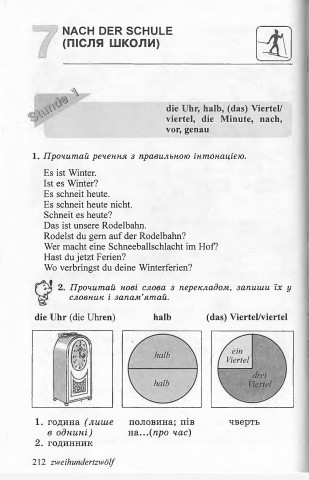 7 NACH DER SCHULE
(ПІСЛЯ ШКОЛИ)
Stunde 1
die Uhr, halb, (das) Viertel/
viertel, die Minute, nach,
vor, genau
1. Прочитай речення з правильною інтонацією.
Es ist Winter.
Ist es Winter?
Es schneit heute.
Es schneit heute nicht.
Schneit es heute?
Das ist unsere Rodelbahn.
Rodelst du gern auf der Rodelbahn?
Wer macht eine Schneeballschlacht im Hof?
Hast du jetzt Ferien?
Wo verbringst du deine Winterferien?
2. Прочитай нові слова з перекладом, запиши їх у
словник і запам'ятай.
die Uhr (die Uhren) halb (das) Viertel/viertel
halb
halb
ein
Viertel
drei
Viertel
1. година (лише половина; пів чверть
в однині) на...(про час)
2. годинник
212 zweihundertzwölf